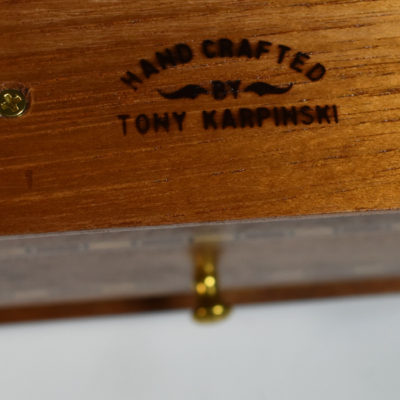 HAND CRAFTED
BY
TONY KARPINSKI